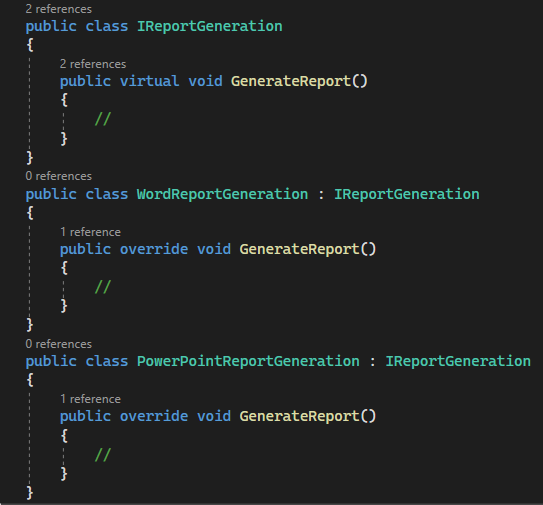 2 references
public class IReportGeneration
{
2 references
public virtual void GenerateReport()
{
//
}
}
0 references
public class WordReportGeneration : IReportGeneration
{
1 reference
public override void GenerateReport()
{
//
}
}
0 references
public class PowerPointReportGeneration : IReportGeneration
{
1 reference
public override void GenerateReport()
{
//
}
}